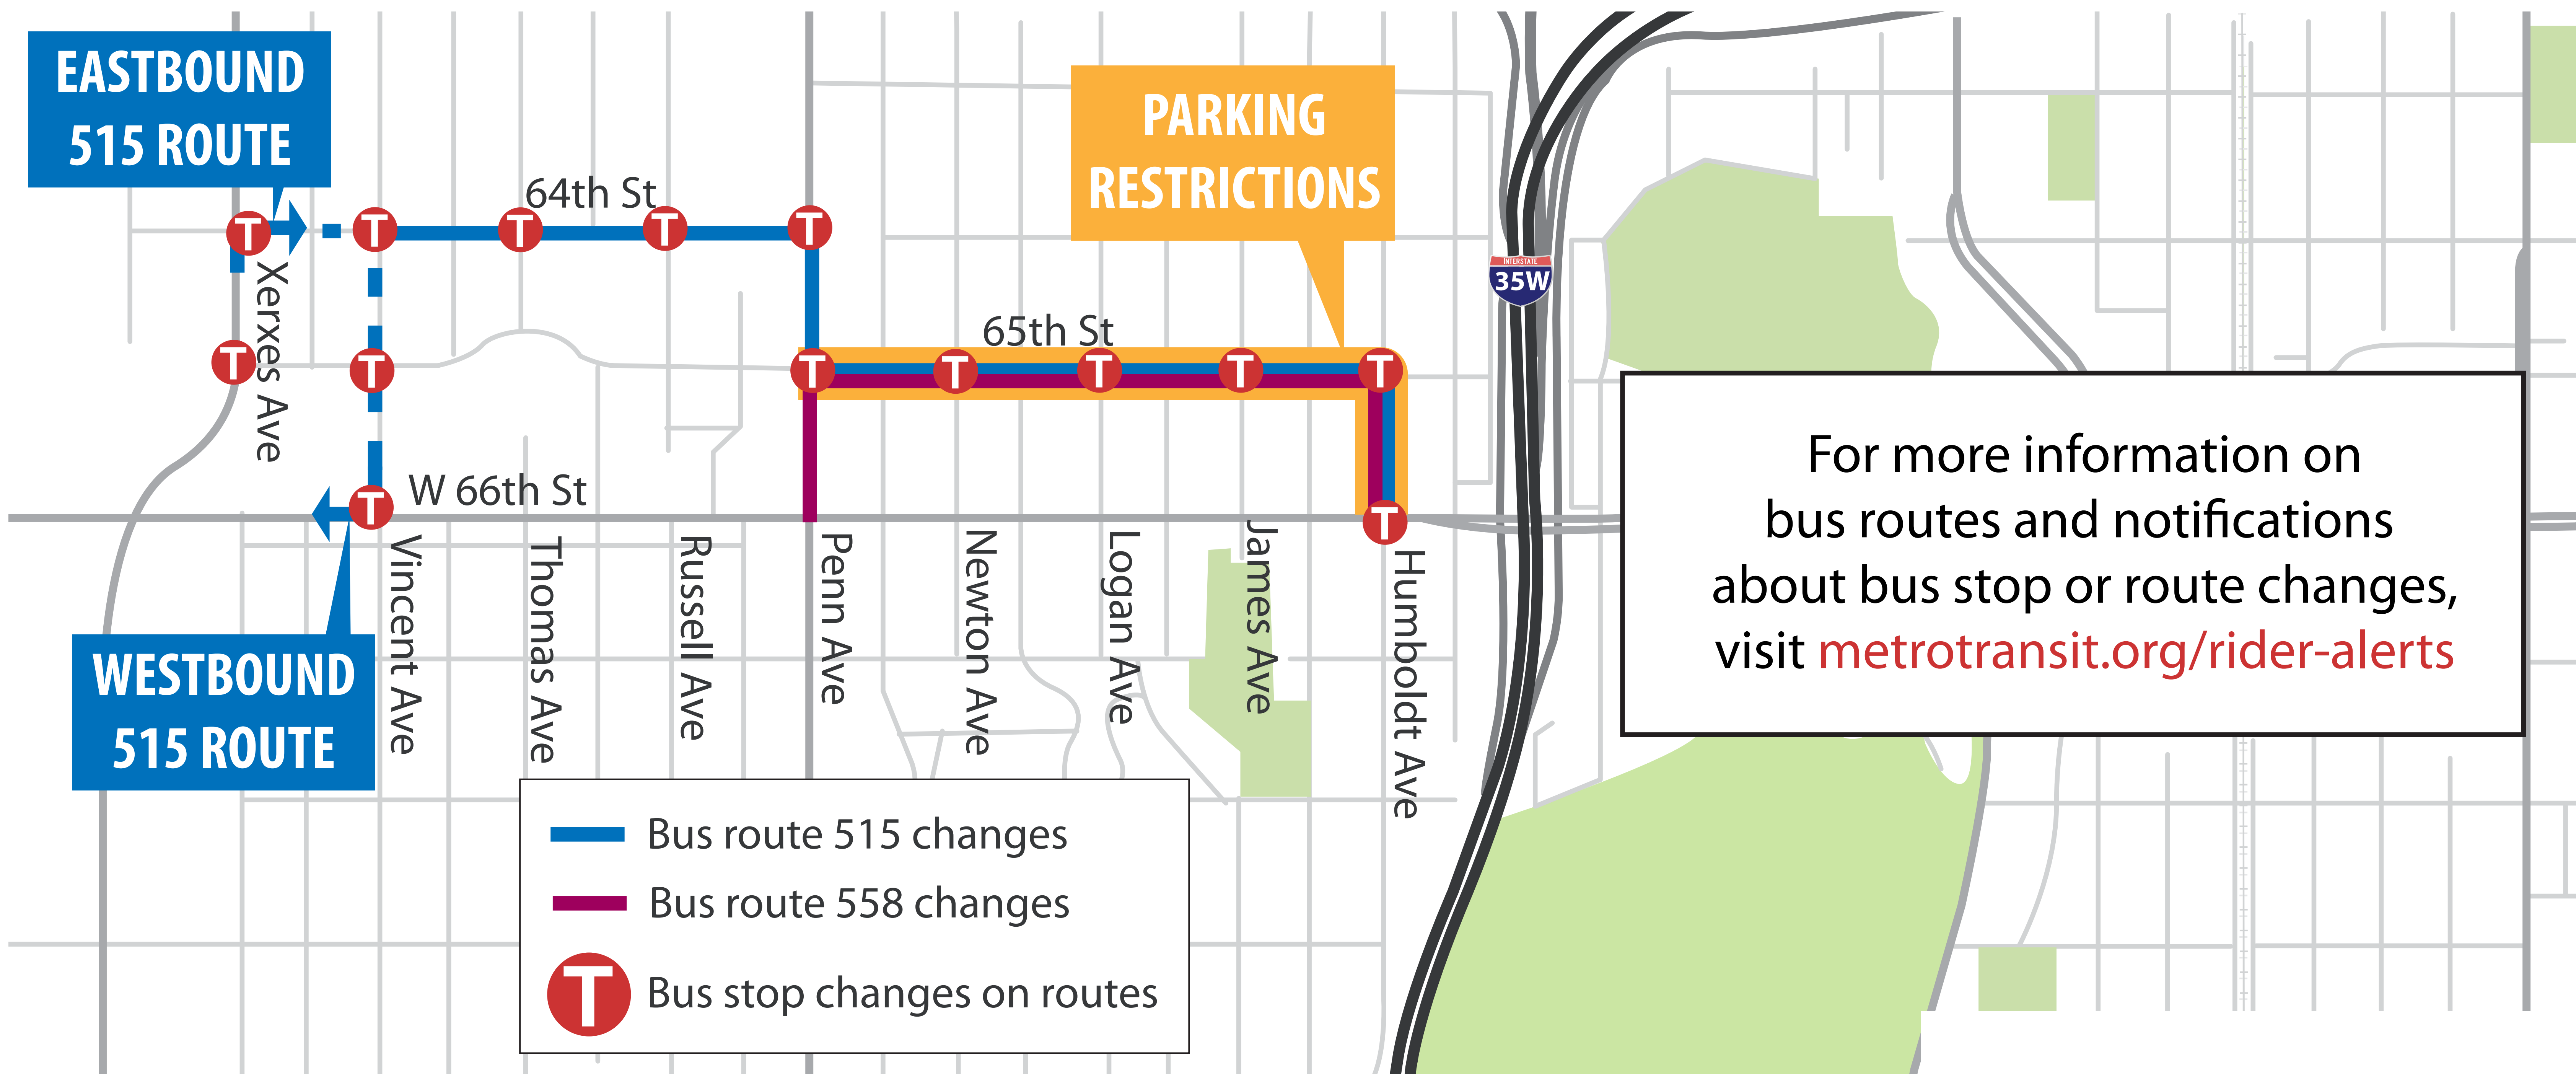 EASTBOUND
515 ROUTE
PARKING
RESTRICTIONS
64th St
T
T
T
T
T
INTERSTATE
35W
Xerxes Ave
65th St
T
T
T
T
T
T
T
W 66th St
T
T
Vincent Ave
Thomas Ave
Russell Ave
Penn Ave
Newton Ave
Logan Ave
James Ave
Humboldt Ave
For more information on
bus routes and notifications
about bus stop or route changes,
visit metrotransit.org/rider-alerts
WESTBOUND
515 ROUTE
Bus route 515 changes
Bus route 558 changes
T Bus stop changes on routes